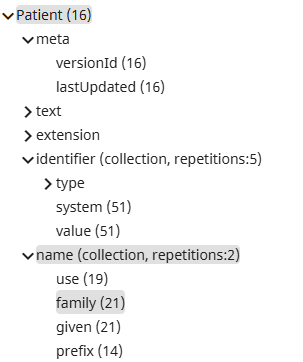 Patient (16)
meta
versionId (16)
lastUpdated (16)
text
extension
identifier (collection, repetitions:5)
type
system (51)
value (51)
name (collection, repetitions:2)
use (19)
family (21)
given (21)
prefix (14)